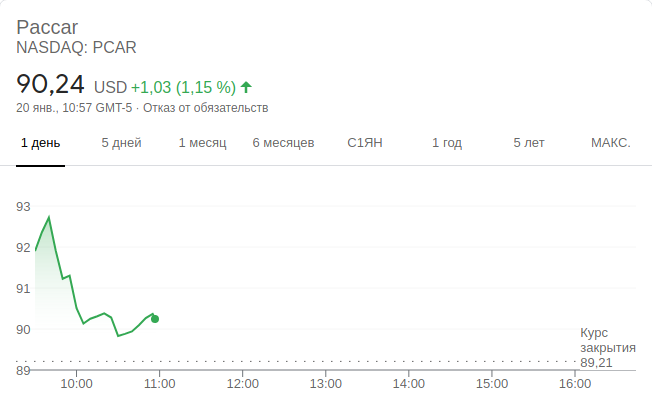 Paccar
NASDAQ: PCAR
90,24 USD +1,03 (1,15 %)
20 янв., 10:57 GMT-5 · Отказ от обязательств
1 день 5 дней 1 месяц 6 месяцев С1ЯН 1 год 5 лет МАКС.
93
92
91
90
Курс
закрытия
89,21
89
10:00 11:00 12:00 13:00 14:00 15:00 16:00